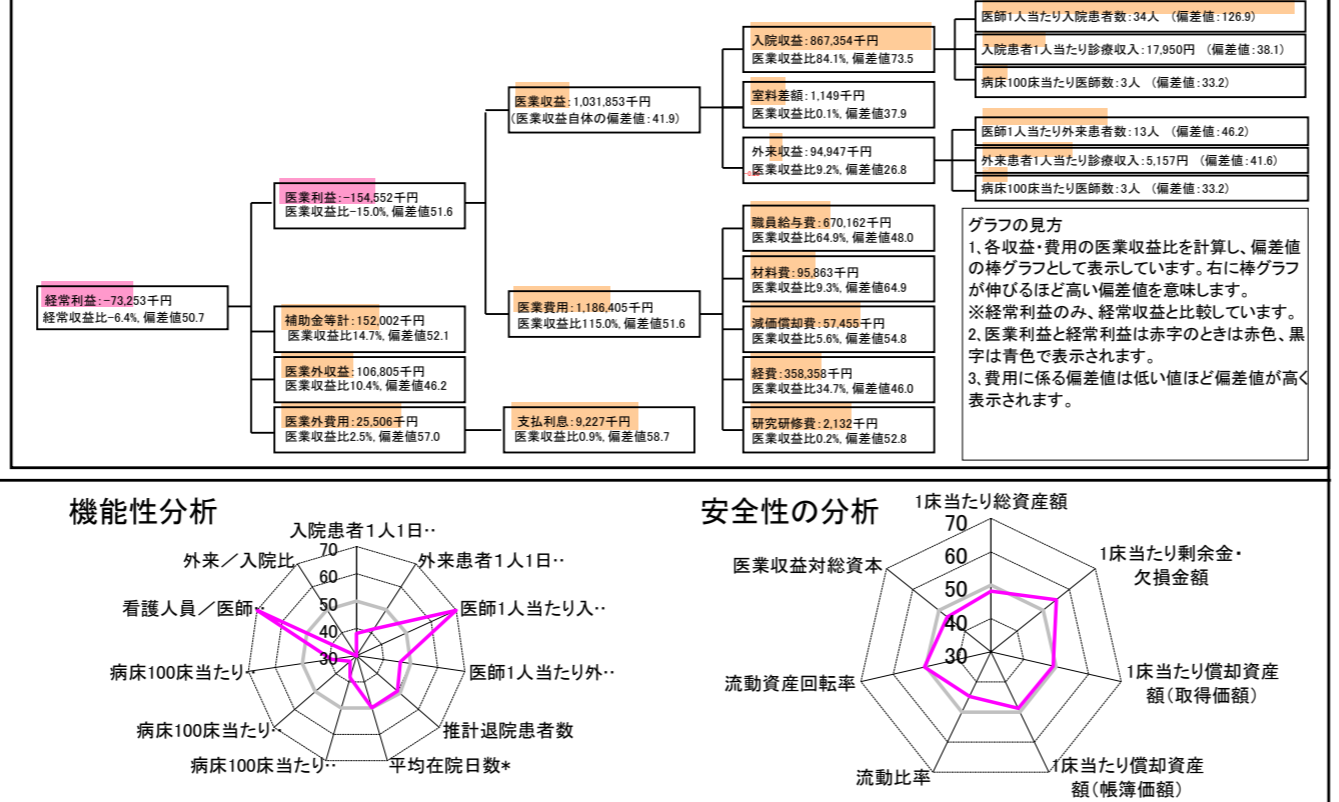 医師1人当たり入院患者数:34人 (偏差値:126.9)
入院収益:867,354千円
医業収益比84.1%, 偏差値73.5
入院患者1人当たり診療収入:17,950円 (偏差値:38.1)
病床100床当たり医師数:3人 (偏差値:33.2)
医業収益:1,031,853千円
(医業収益自体の偏差値:41.9)
室料差額:1,149千円
医業収益比0.1%, 偏差値37.9
医師1人当たり外来患者数:13人 (偏差値:46.2)
外来収益:94,947千円
医業収益比9.2%, 偏差値26.8
外来患者1人当たり診療収入:5,157円 (偏差値:41.6)
病床100床当たり医師数:3人 (偏差値:33.2)
医業利益:-154,552千円
医業収益比-15.0%, 偏差値51.6
職員給与費:670,162千円
医業収益比64.9%, 偏差値48.0
材料費:95,863千円
医業収益比9.3%, 偏差値64.9
経常利益:-73,253千円
経常収益比-6.4%, 偏差値50.7
医業費用:1,186,405千円
医業収益比115.0%, 偏差値51.6
補助金等計:152,002千円
医業収益比14.7%, 偏差値52.1
減価償却費:57,455千円
医業収益比5.6%, 偏差値54.8
医業外収益:106,805千円
医業収益比10.4%, 偏差値46.2
経費:358,358千円
医業収益比34.7%, 偏差値46.0
医業外費用:25,506千円
医業収益比2.5%, 偏差値57.0
支払利息:9,227千円
医業収益比0.9%, 偏差値58.7
研究研修費:2,132千円
医業収益比0.2%, 偏差値52.8
グラフの見方
1、各収益・費用の医業収益比を計算し、偏差値
の棒グラフとして表示しています。右に棒グラフ
が伸びるほど高い偏差値を意味します。
※経常利益のみ、経常収益と比較しています。
2、医業利益と経常利益は赤字のときは赤色、黒
字は青色で表示されます。
3、費用に係る偏差値は低い値ほど偏差値が高く
表示されます。
機能性分析
入院患者1人1日‥
外来患者1人1日‥
医師1人当たり入‥
医師1人当たり外‥
推計退院患者数
平均在院日数*
病床100床当たり‥
病床100床当たり‥
病床100床当たり‥
看護人員/医師‥
外来/入院比
70
60
50
40
30
安全性の分析
1床当たり総資産額
1床当たり剰余金・
欠損金額
1床当たり償却資産
額(取得価額)
1床当たり償却資産
額(帳簿価額)
流動比率
流動資産回転率
医業収益対総資本
70
60
50
40
30